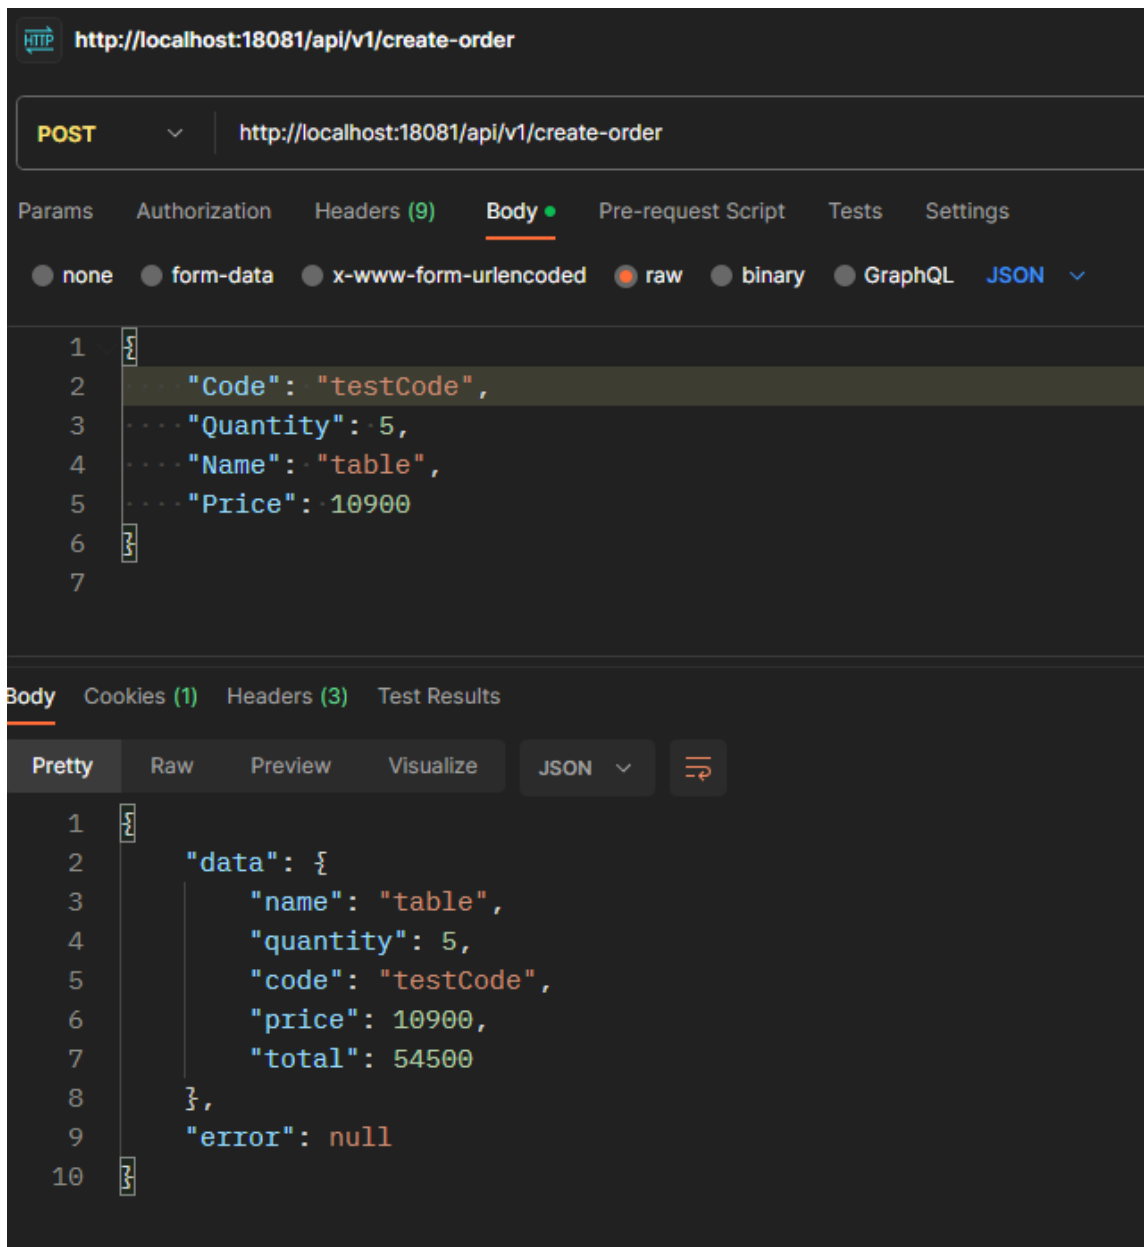 HTTP http://localhost:18081/api/v1/create-order
POST http://localhost:18081/api/v1/create-order
Params Authorization Headers (9) Body Pre-request Script Tests Settings
none form-data x-www-form-urlencoded raw binary GraphQL JSON
1 {
2 "Code": "testCode",
3 "Quantity": 5,
4 "Name": "table",
5 "Price": 10900
6 }
7
Body Cookies (1) Headers (3) Test Results
Pretty Raw Preview Visualize JSON
1 {
2 "data": {
3 "name": "table",
4 "quantity": 5,
5 "code": "testCode",
6 "price": 10900,
7 "total": 54500
8 },
9 "error": null
10 }